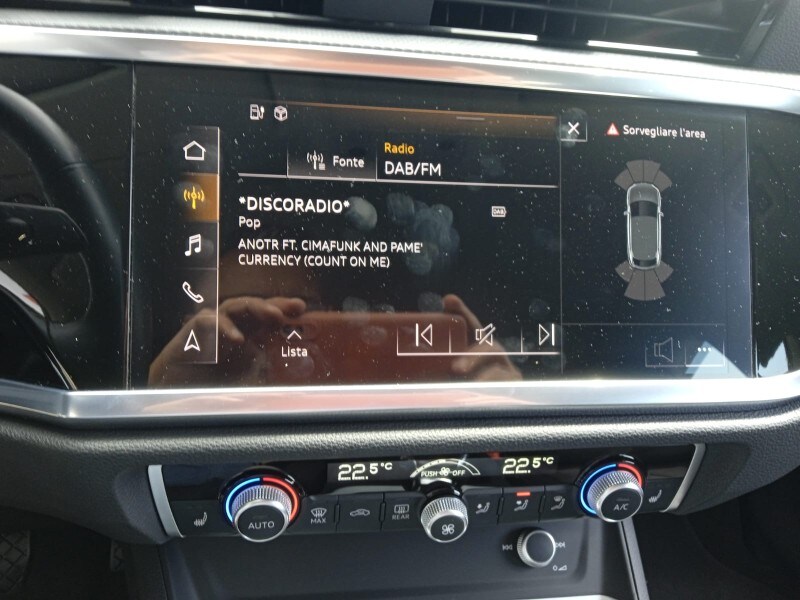 Radio
Fonte
DAB/FM
Sorvegliare l'area
*DISCORADIO*
DAB
Pop
ANOTR FT. CIMAFUNK AND PAME'
CURRENCY (COUNT ON ME)
Lista
22.5°C
PUSH OFF
22.5°C
AUTO
MAX
REAR
A/C